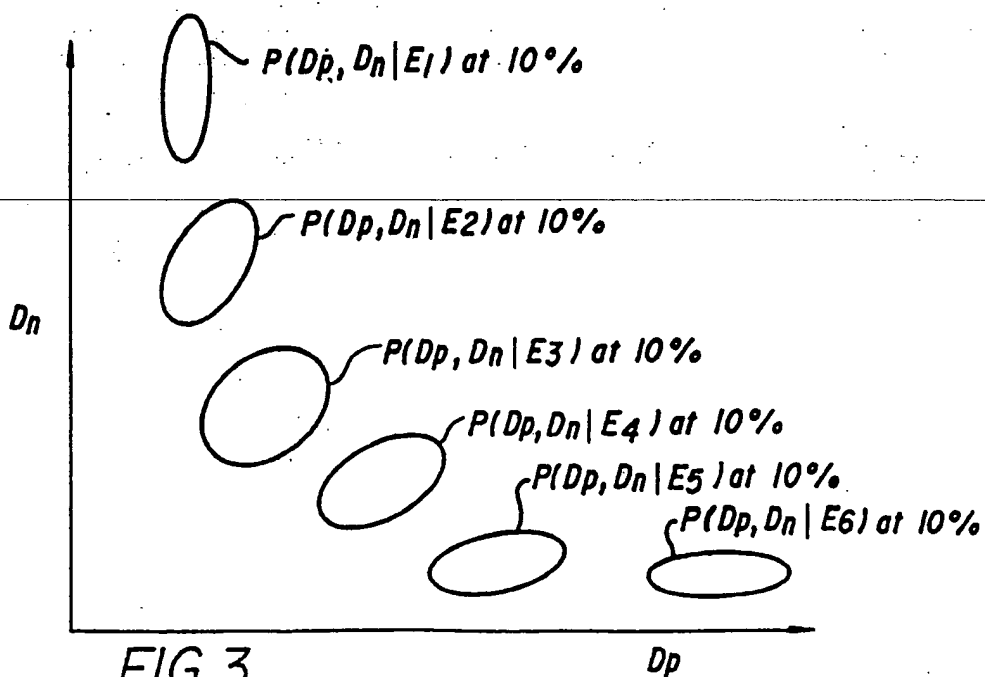 P(Dp, Dn|E1) at 10%
P(Dp, Dn|E2) at 10%
Dn
P(Dp, Dn|E3) at 10%
P(Dp, Dn|E4) at 10%
P(Dp, Dn|E5) at 10%
P(Dp, Dn|E6) at 10%
FIG. 3
Dp